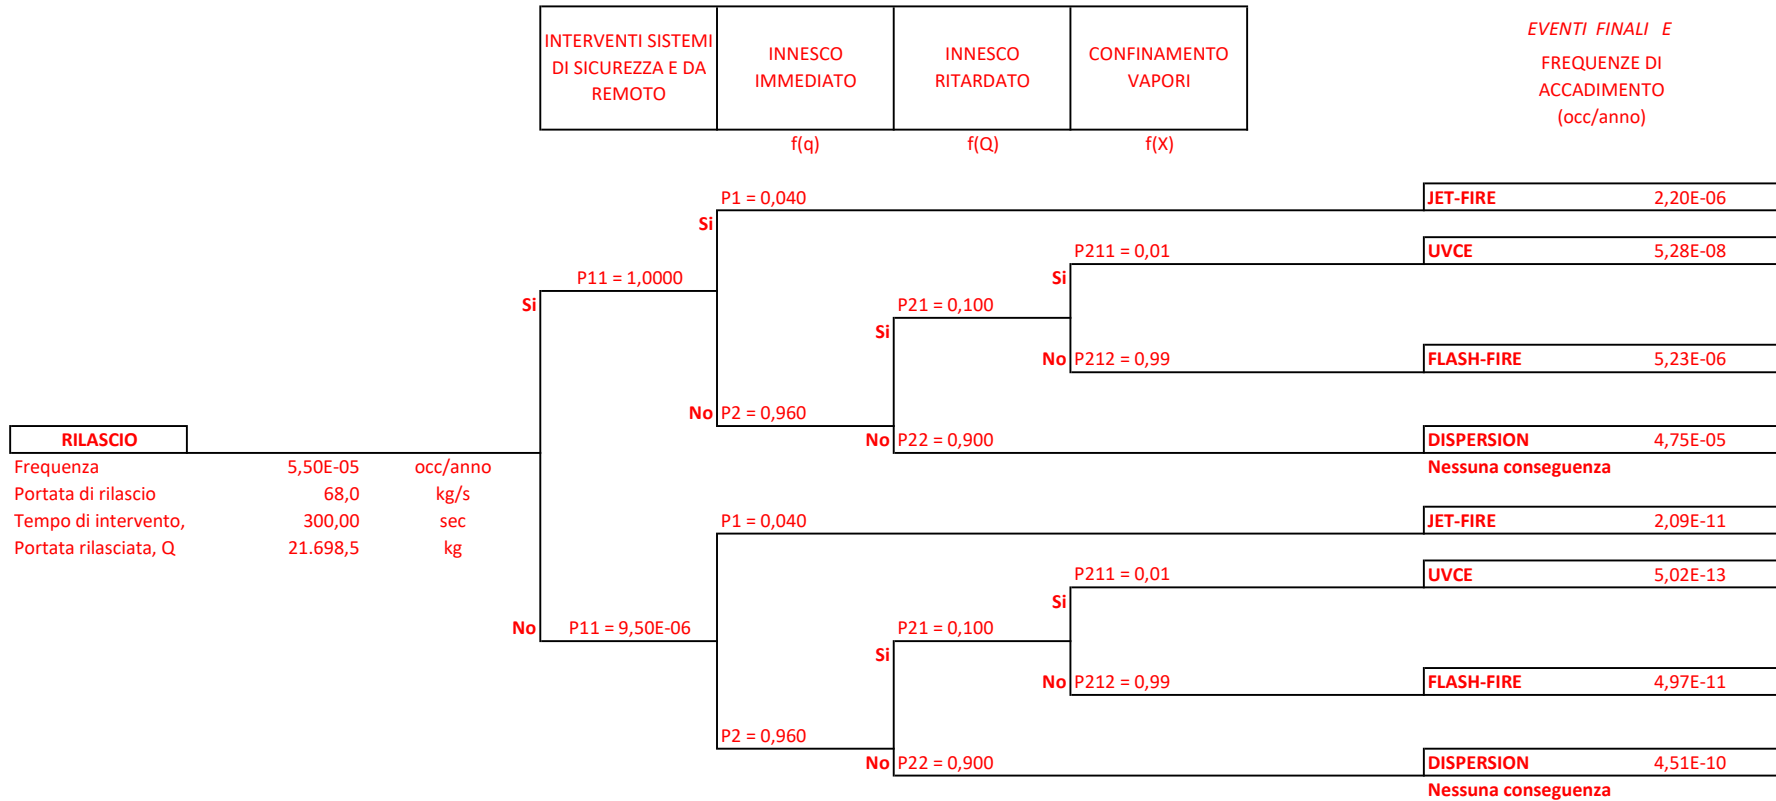 INTERVENTI SISTEMI
DI SICUREZZA E DA
REMOTO
INNESCO
IMMEDIATO
INNESCO
RITARDATO
CONFINAMENTO
VAPORI
EVENTI FINALI E
FREQUENZE DI
ACCADIMENTO
(occ/anno)
f(q)
f(Q)
f(X)
P1 = 0,040
JET-FIRE 2,20E-06
Si
P211 = 0,01
UVCE 5,28E-08
P11 = 1,0000
Si
Si
P21 = 0,100
Si
No P212 = 0,99
FLASH-FIRE 5,23E-06
No P2 = 0,960
RILASCIO
No P22 = 0,900
DISPERSION 4,75E-05
Nessuna conseguenza
Frequenza 5,50E-05 occ/anno
Portata di rilascio 68,0 kg/s
Tempo di intervento, 300,00 sec
Portata rilasciata, Q 21.698,5 kg
P1 = 0,040
JET-FIRE 2,09E-11
P211 = 0,01
UVCE 5,02E-13
Si
No P11 = 9,50E-06
P21 = 0,100
Si
No P212 = 0,99
FLASH-FIRE 4,97E-11
P2 = 0,960
No P22 = 0,900
DISPERSION 4,51E-10
Nessuna conseguenza